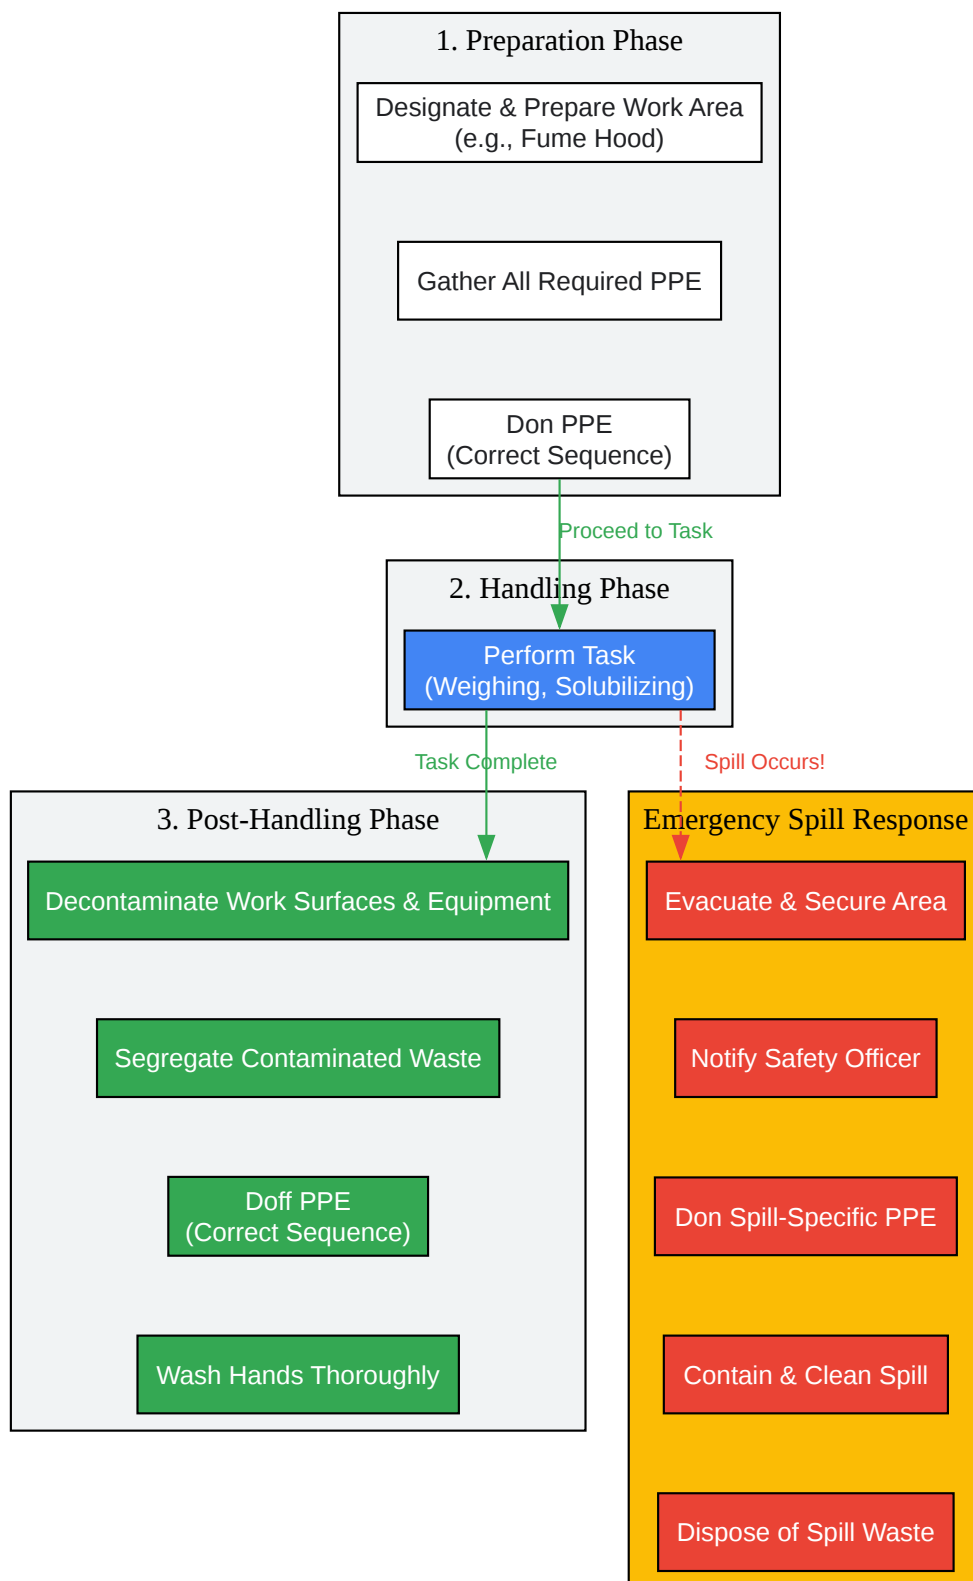 1. Preparation Phase
Designate & Prepare Work Area
(e.g., Fume Hood)
Gather All Required PPE
Don PPE
(Correct Sequence)
Proceed to Task
2. Handling Phase
Perform Task
(Weighing, Solubilizing)
Task Complete
Spill Occurs!
3. Post-Handling Phase
Decontaminate Work Surfaces & Equipment
Segregate Contaminated Waste
Doff PPE
(Correct Sequence)
Wash Hands Thoroughly
Emergency Spill Response
Evacuate & Secure Area
Notify Safety Officer
Don Spill-Specific PPE
Contain & Clean Spill
Dispose of Spill Waste